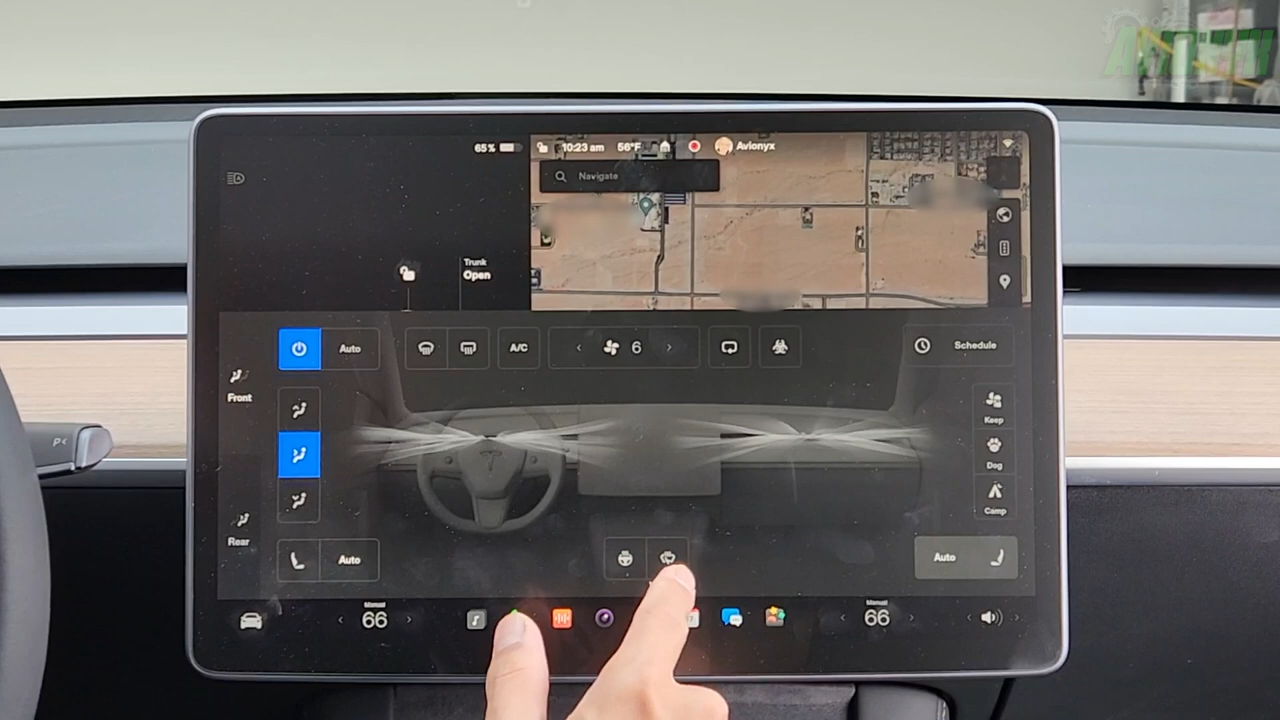 65%
10:23 am
56°F
Avionyx
Navigate
Trunk
Open
Auto
A/C
6
Schedule
Front
Keep
Dog
Camp
Rear
Auto
Auto
Manual
66
Manual
66
P<